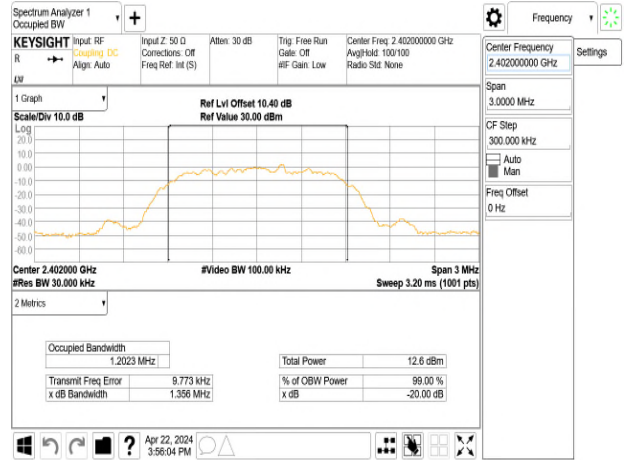 Spectrum Analyzer 1
Occupied BW
Frequency
KEYSIGHT
R
LXI
Input: RF
Coupling: DC
Align: Auto
Input Z: 50 Ω
Corrections: Off
Freq Ref: Int (S)
Atten: 30 dB
Trig: Free Run
Gate: Off
#IF Gain: Low
Center Freq: 2.402000000 GHz
Avg|Hold: 100/100
Radio Std: None
Center Frequency
2.402000000 GHz
Settings
Span
3.0000 MHz
CF Step
300.000 kHz
Auto
Man
Freq Offset
0 Hz
1 Graph
Scale/Div 10.0 dB
Ref Lvl Offset 10.40 dB
Ref Value 30.00 dBm
Log
20.0
10.0
0.00
-10.0
-20.0
-30.0
-40.0
-50.0
-60.0
Center 2.402000 GHz
#Res BW 30.000 kHz
#Video BW 100.00 kHz
Span 3 MHz
Sweep 3.20 ms (1001 pts)
2 Metrics
Occupied Bandwidth
1.2023 MHz
Transmit Freq Error 9.773 kHz
x dB Bandwidth 1.356 MHz
Total Power 12.6 dBm
% of OBW Power 99.00 %
x dB -20.00 dB
?
Apr 22, 2024
3:56:04 PM